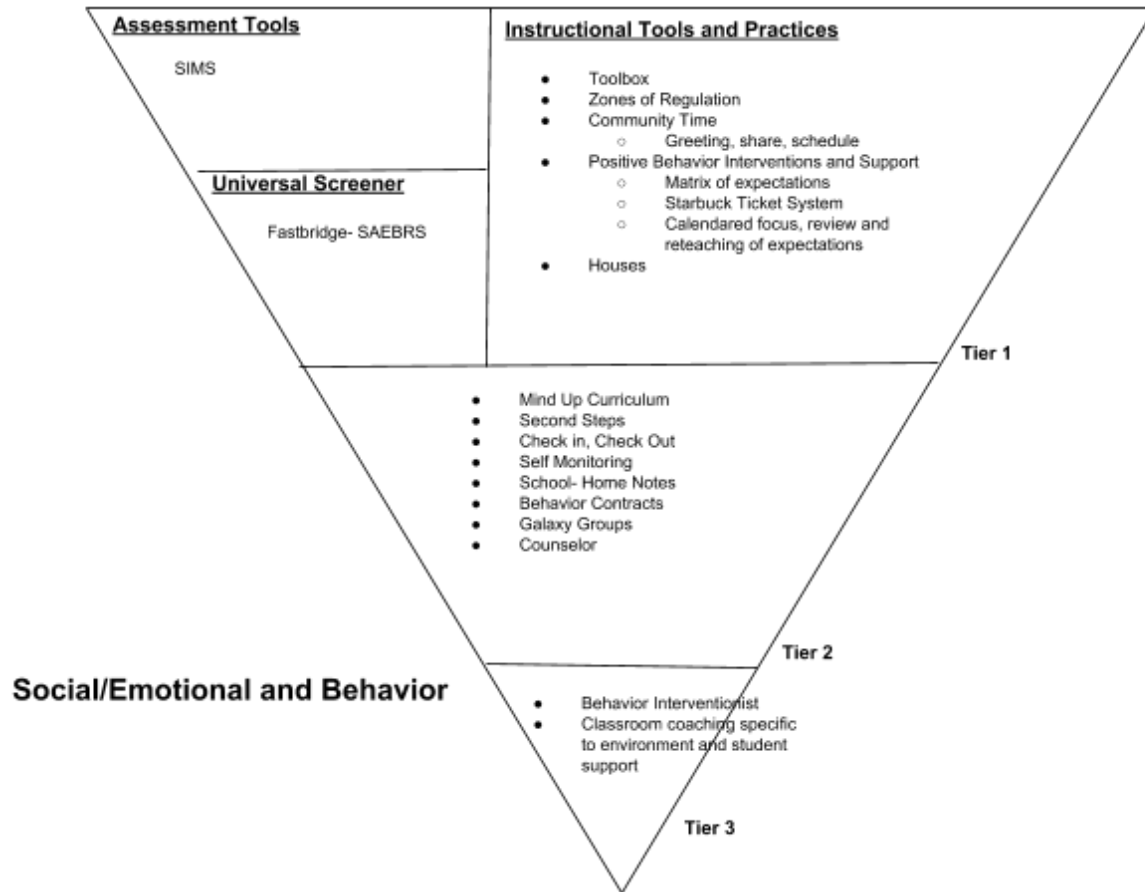 Assessment Tools
SIMS
Universal Screener
Fastbridge- SAEBRS
Instructional Tools and Practices
● Toolbox
● Zones of Regulation
● Community Time
○ Greeting, share, schedule
● Positive Behavior Interventions and Support
○ Matrix of expectations
○ Starbuck Ticket System
○ Calendared focus, review and
reteaching of expectations
● Houses
Tier 1
● Mind Up Curriculum
● Second Steps
● Check in, Check Out
● Self Monitoring
● School- Home Notes
● Behavior Contracts
● Galaxy Groups
● Counselor
Tier 2
Social/Emotional and Behavior
● Behavior Interventionist
● Classroom coaching specific
to environment and student
support
Tier 3